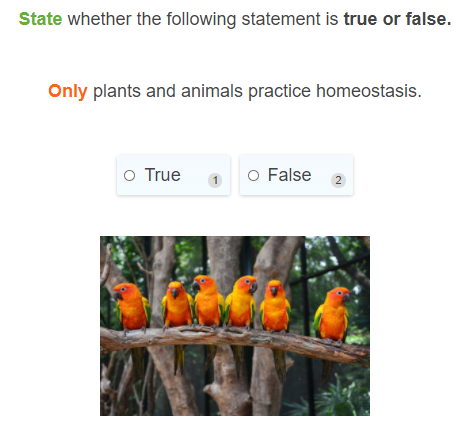 State whether the following statement is true or false.
Only plants and animals practice homeostasis.
True 1 False 2